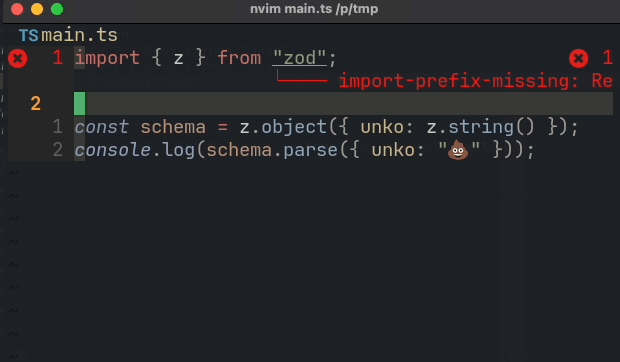 nvim main.ts /p/tmp
TS main.ts
1 import { z } from "zod"; 1
import-prefix-missing: Re
2
1 const schema = z.object({ unko: z.string() });
2 console.log(schema.parse({ unko: "💩" }));
~
~
~
~
~
~
~
~
~